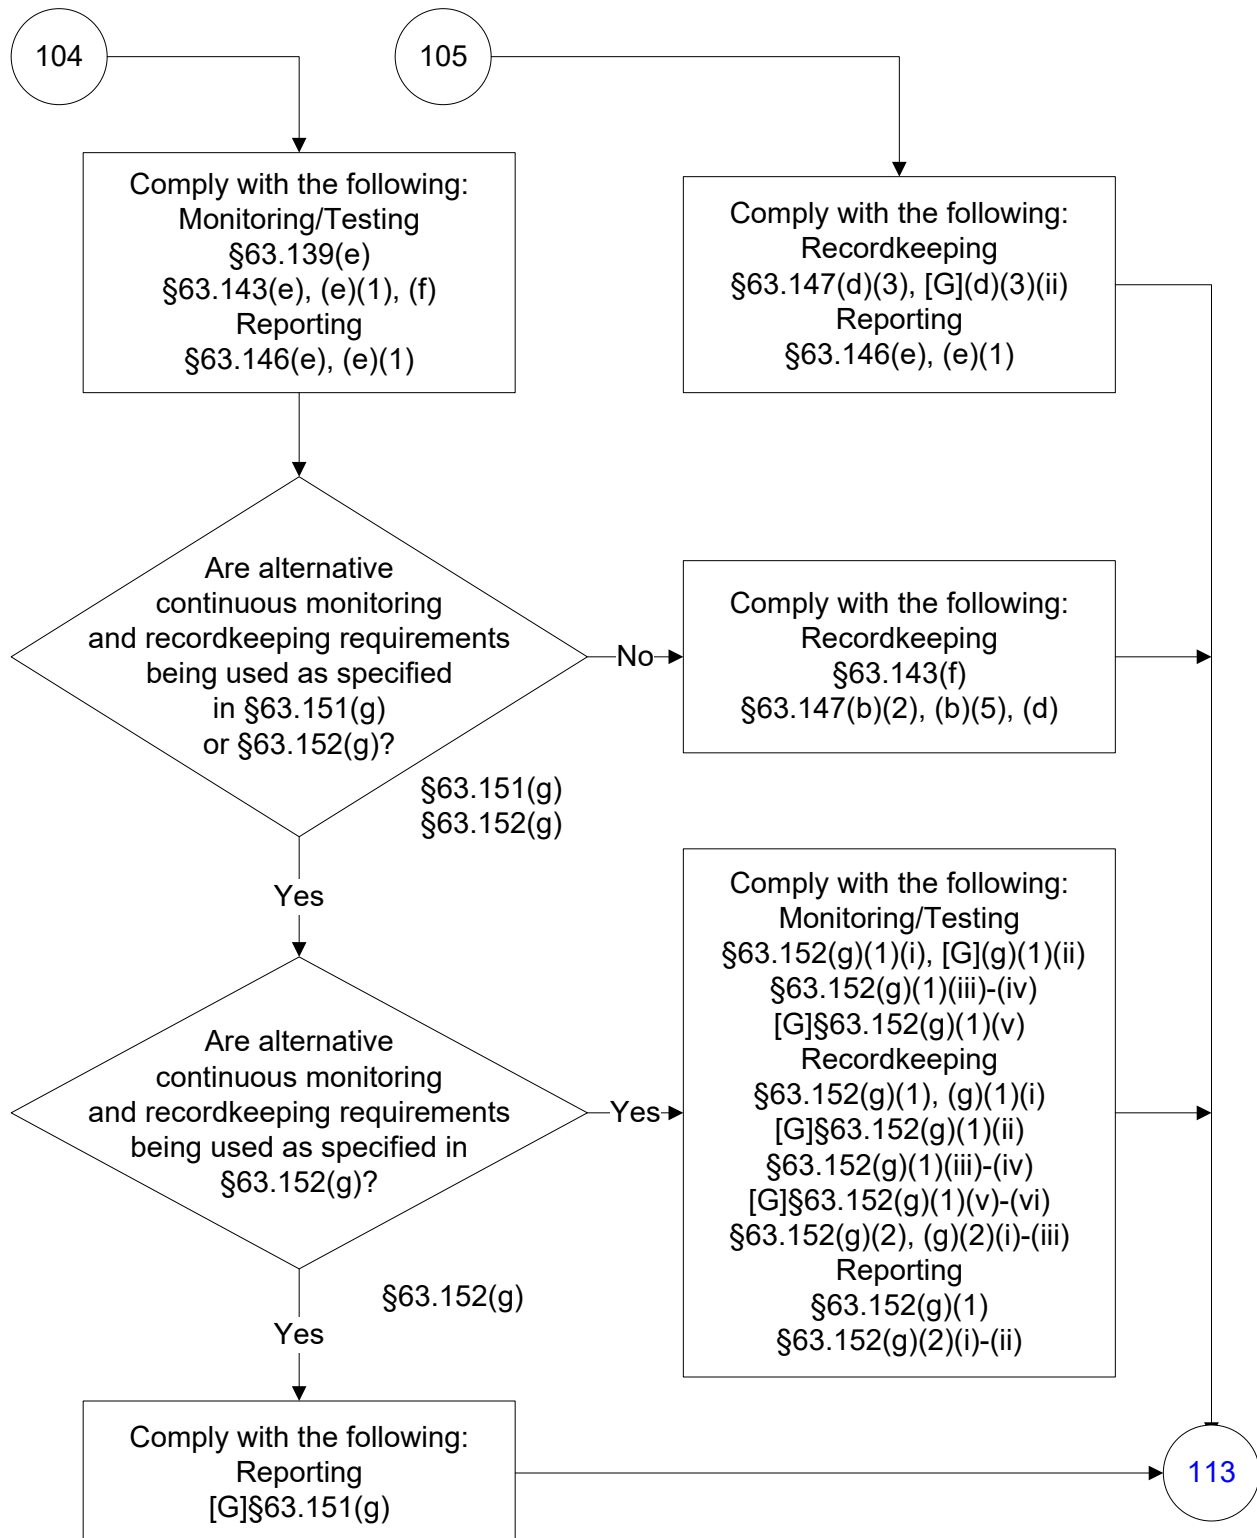 104
105
Comply with the following:
Monitoring/Testing
§63.139(e)
§63.143(e), (e)(1), (f)
Reporting
§63.146(e), (e)(1)
Comply with the following:
Recordkeeping
§63.147(d)(3), [G](d)(3)(ii)
Reporting
§63.146(e), (e)(1)
Are alternative
continuous monitoring
and recordkeeping requirements
being used as specified
in §63.151(g)
or §63.152(g)?
No
Comply with the following:
Recordkeeping
§63.143(f)
§63.147(b)(2), (b)(5), (d)
§63.151(g)
§63.152(g)
Yes
Are alternative
continuous monitoring
and recordkeeping requirements
being used as specified in
§63.152(g)?
Yes
Comply with the following:
Monitoring/Testing
§63.152(g)(1)(i), [G](g)(1)(ii)
§63.152(g)(1)(iii)-(iv)
[G]§63.152(g)(1)(v)
Recordkeeping
§63.152(g)(1), (g)(1)(i)
[G]§63.152(g)(1)(ii)
§63.152(g)(1)(iii)-(iv)
[G]§63.152(g)(1)(v)-(vi)
§63.152(g)(2), (g)(2)(i)-(iii)
Reporting
§63.152(g)(1)
§63.152(g)(2)(i)-(ii)
§63.152(g)
Yes
Comply with the following:
Reporting
[G]§63.151(g)
113